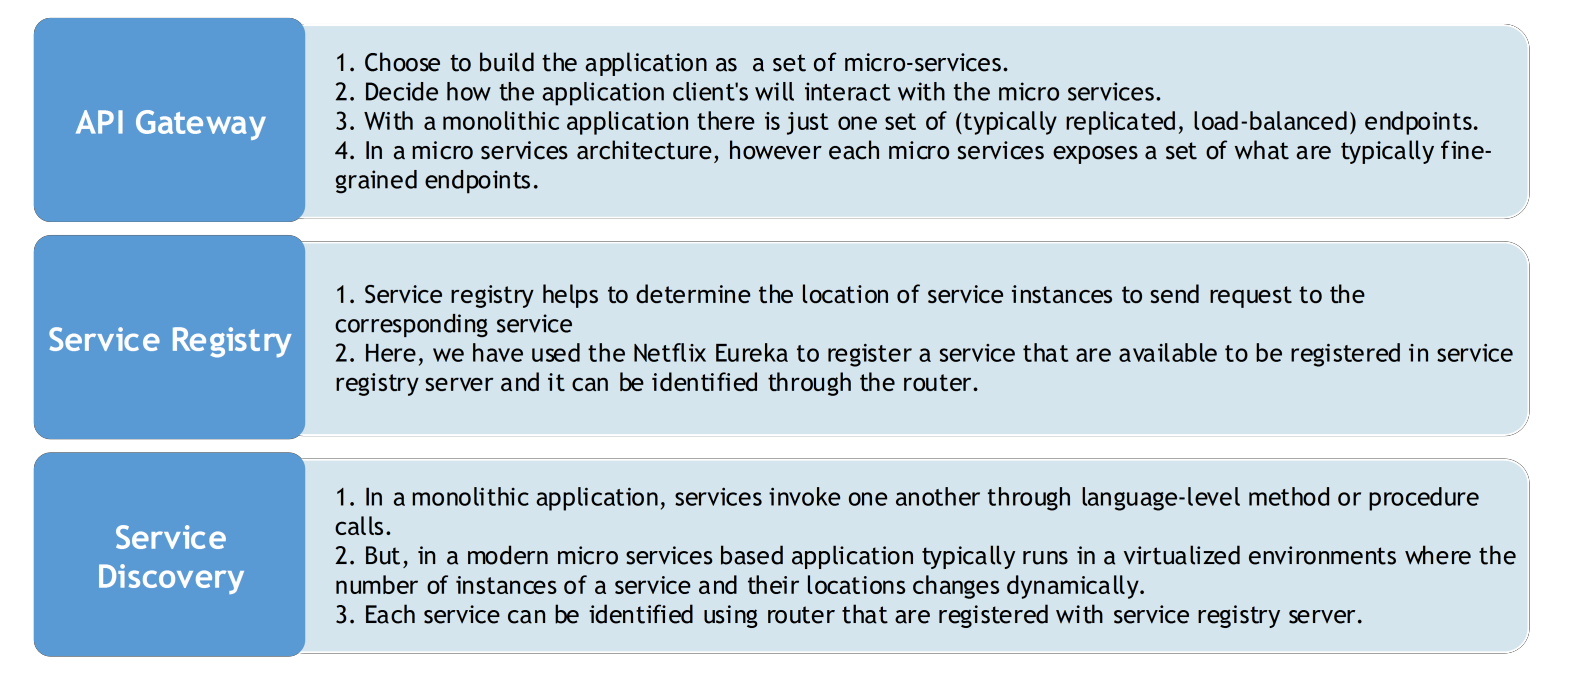 API Gateway
1. Choose to build the application as  a set of micro-services.
2. Decide how the application client's will interact with the micro services.
3. With a monolithic application there is just one set of (typically replicated, load-balanced) endpoints.
4. In a micro services architecture, however each micro services exposes a set of what are typically fine-
grained endpoints.
Service Registry
1. Service registry helps to determine the location of service instances to send request to the
corresponding service
2. Here, we have used the Netflix Eureka to register a service that are available to be registered in service
registry server and it can be identified through the router.
Service
Discovery
1. In a monolithic application, services invoke one another through language-level method or procedure
calls.
2. But, in a modern micro services based application typically runs in a virtualized environments where the
number of instances of a service and their locations changes dynamically.
3. Each service can be identified using router that are registered with service registry server.